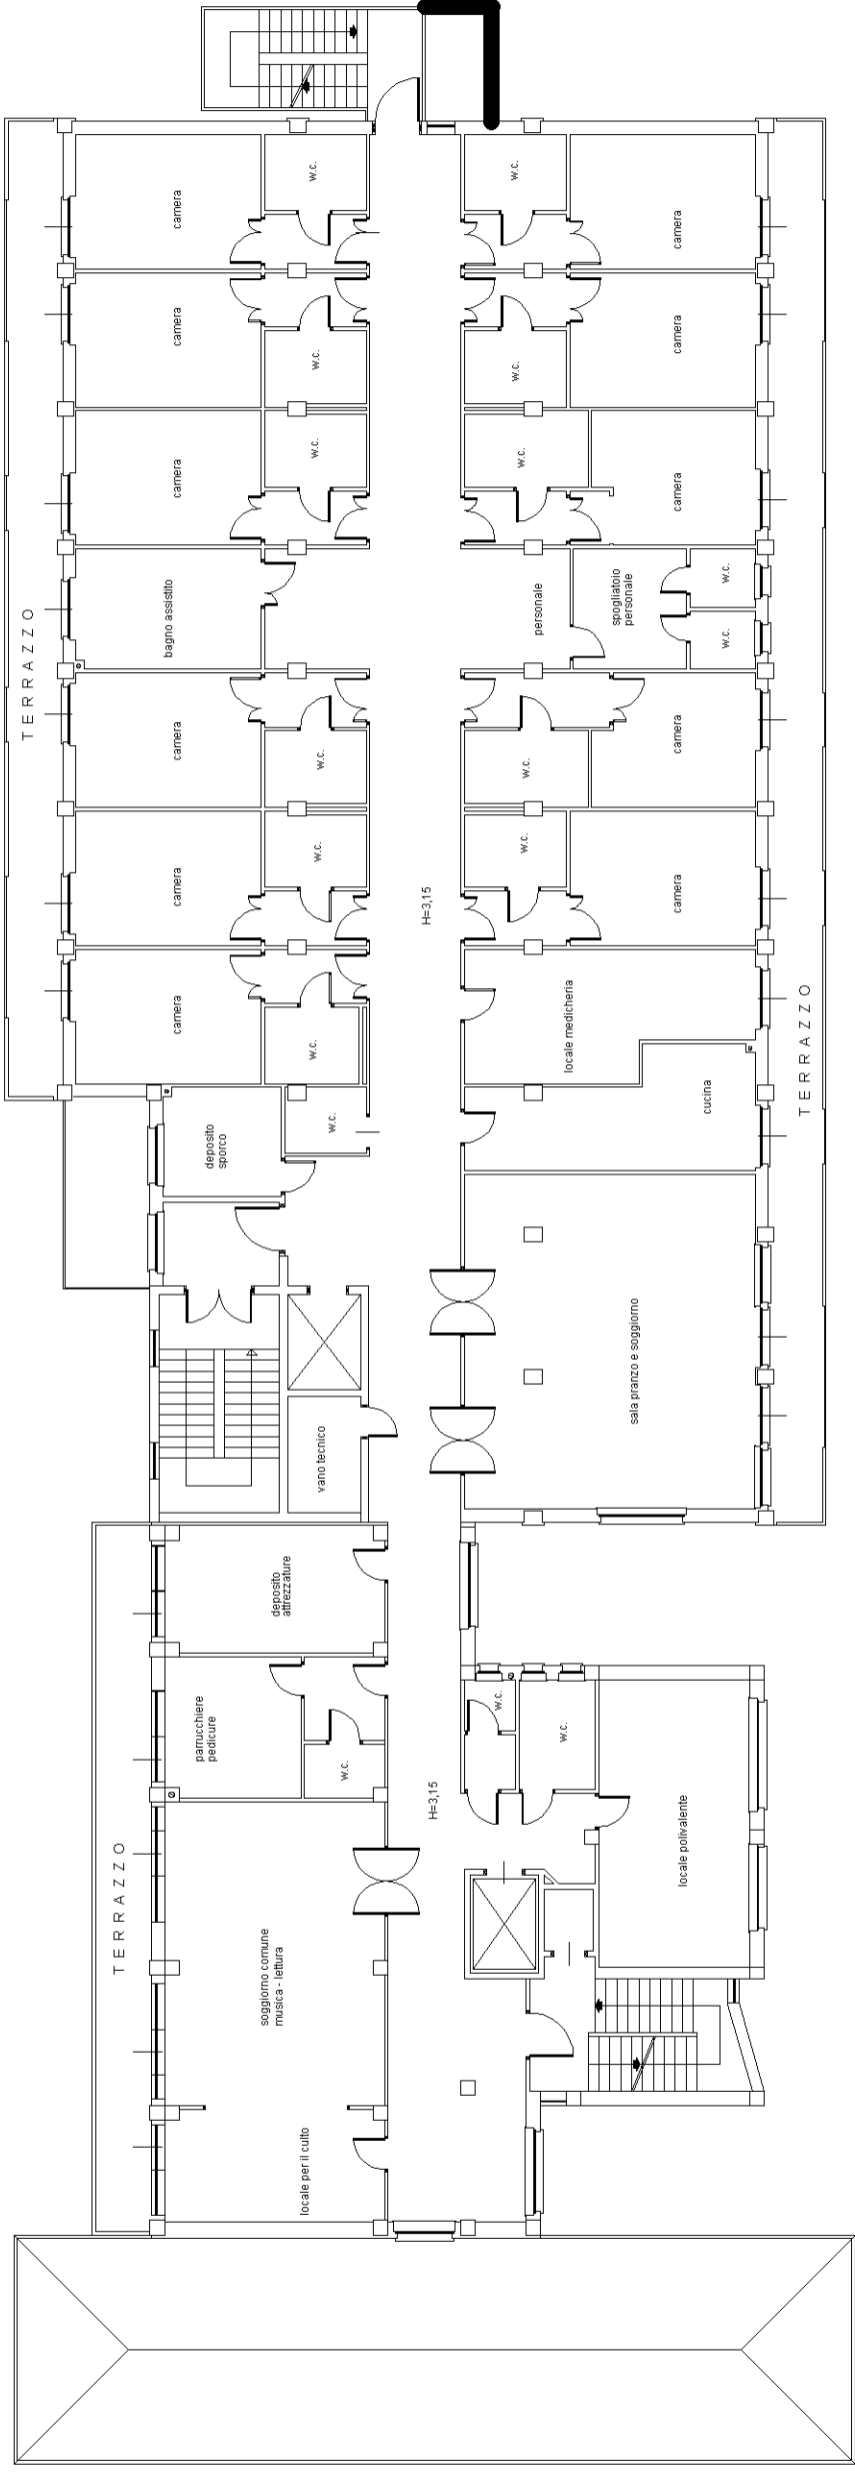 w.c.
w.c.
camera
camera
camera
camera
w.c.
w.c.
w.c.
w.c.
camera
camera
bagno assistito
personale
spogliatoio
personale
w.c.
w.c.
TERRAZZO
camera
w.c.
w.c.
camera
camera
w.c.
w.c.
camera
H=3,15
camera
w.c.
locale medicheria
TERRAZZO
cucina
w.c.
deposito
sporco
sala pranzo e soggiorno
vano tecnico
deposito
attrezzature
parrucchiere
pedicure
w.c.
w.c.
w.c.
H=3,15
locale polivalente
TERRAZZO
soggiorno comune
musica - lettura
locale per il culto